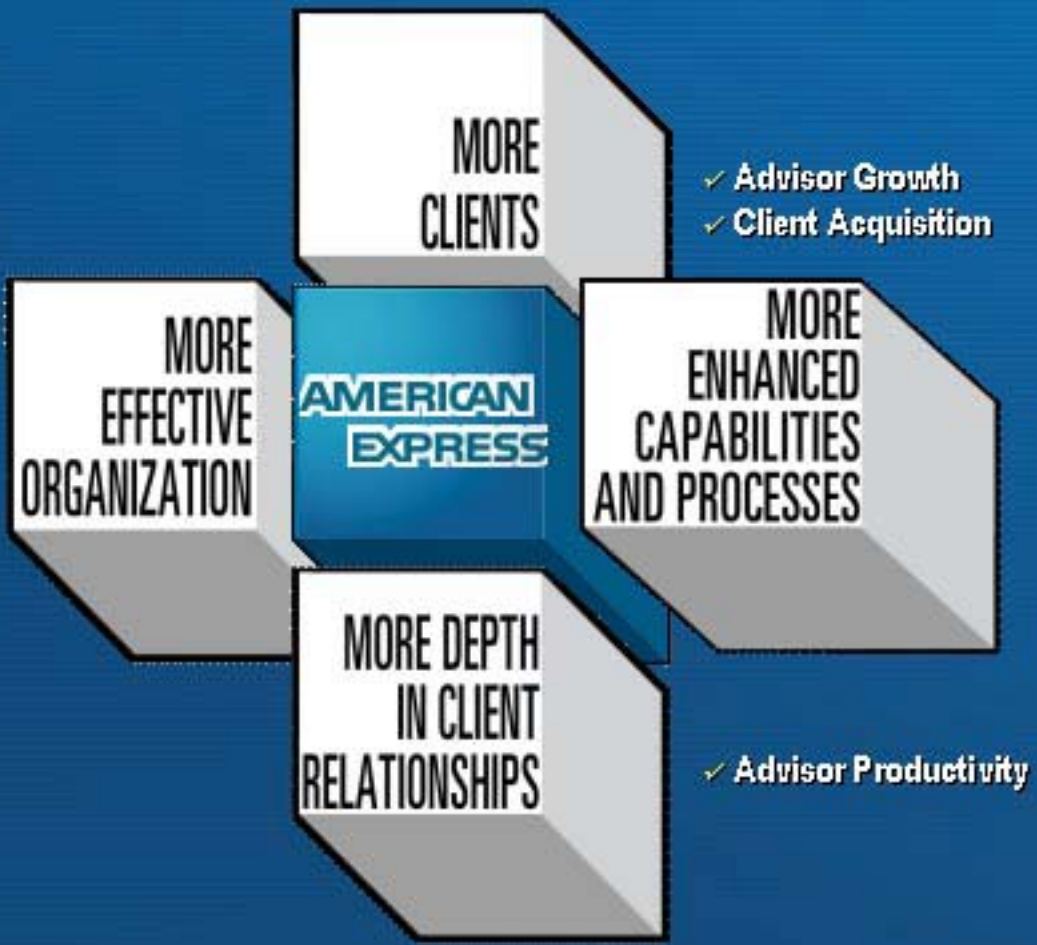 MORE
CLIENTS
✓ Advisor Growth
✓ Client Acquisition
MORE
EFFECTIVE
ORGANIZATION
AMERICAN
EXPRESS
MORE
ENHANCED
CAPABILITIES
AND PROCESSES
MORE DEPTH
IN CLIENT
RELATIONSHIPS
✓ Advisor Productivity